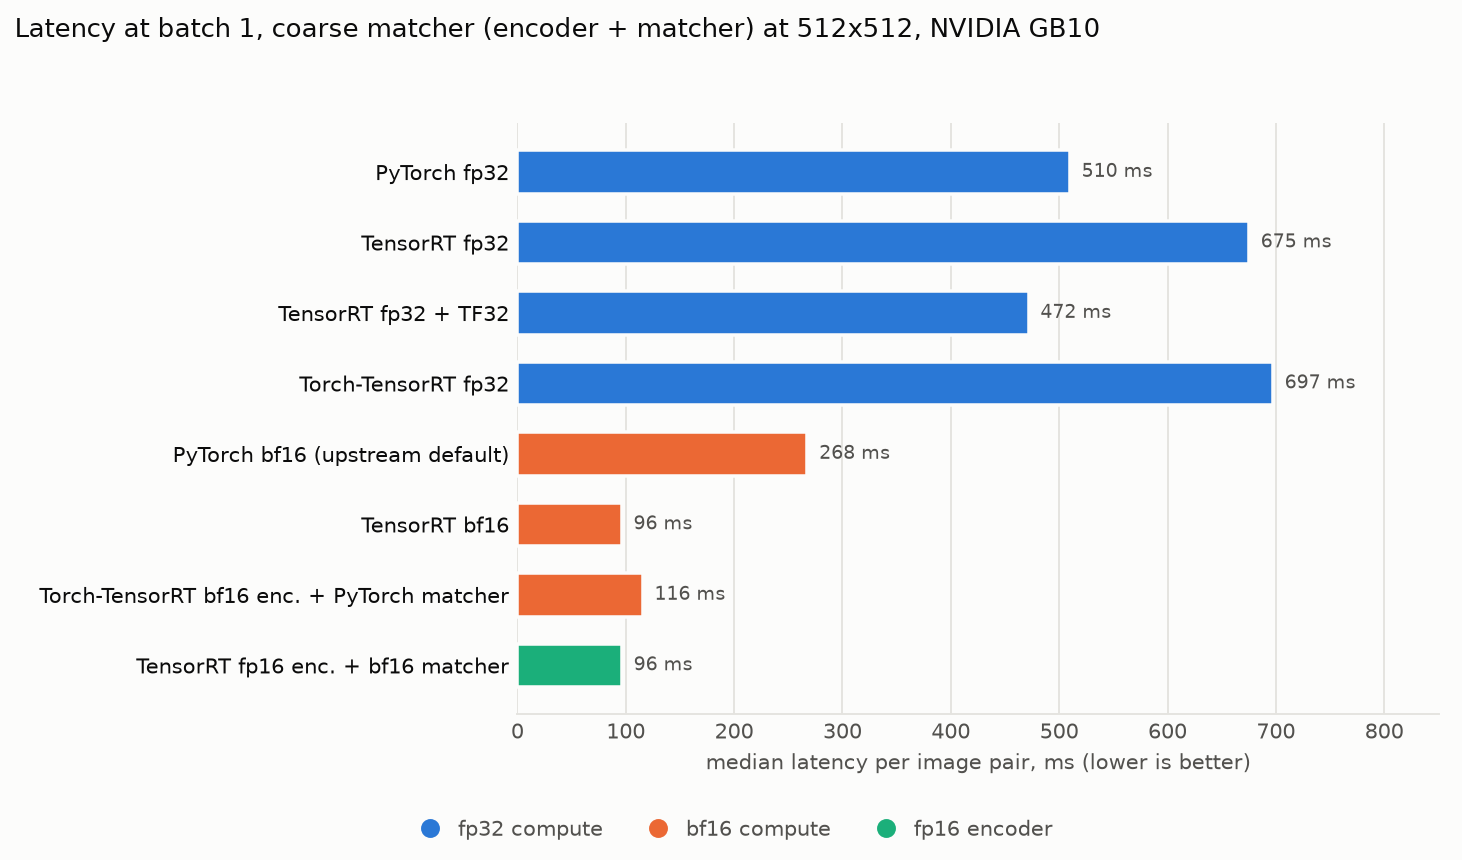 Latency at batch 1, coarse matcher (encoder + matcher) at 512x512, NVIDIA GB10
PyTorch fp32 510 ms
TensorRT fp32 675 ms
TensorRT fp32 + TF32 472 ms
Torch-TensorRT fp32 697 ms
PyTorch bf16 (upstream default) 268 ms
TensorRT bf16 96 ms
Torch-TensorRT bf16 enc. + PyTorch matcher 116 ms
TensorRT fp16 enc. + bf16 matcher 96 ms
0 100 200 300 400 500 600 700 800
median latency per image pair, ms (lower is better)
fp32 compute bf16 compute fp16 encoder